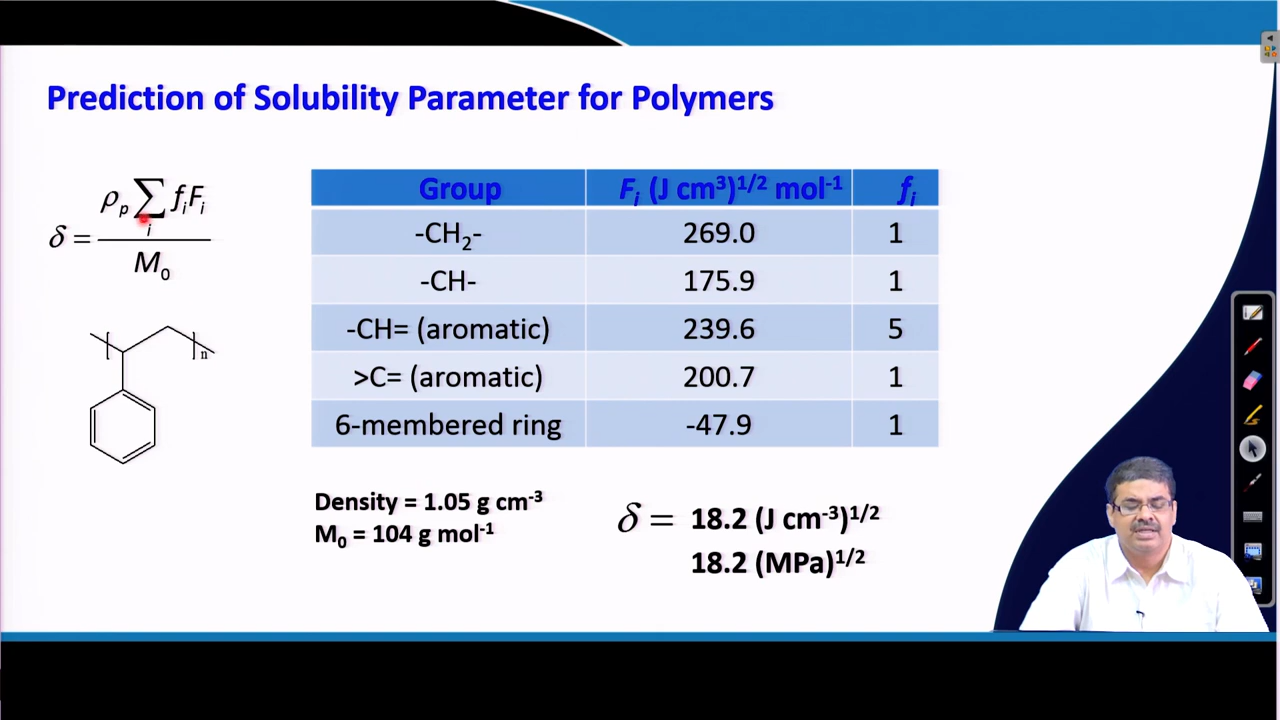 Prediction of Solubility Parameter for Polymers
δ = ρₚ ∑ᵢ fᵢFᵢ / M₀
n
Group Fᵢ (J cm³)¹/² mol⁻¹ fᵢ
-CH₂- 269.0 1
-CH- 175.9 1
-CH= (aromatic) 239.6 5
>C= (aromatic) 200.7 1
6-membered ring -47.9 1
Density = 1.05 g cm⁻³
M₀ = 104 g mol⁻¹
δ = 18.2 (J cm⁻³)¹/²
18.2 (MPa)¹/²